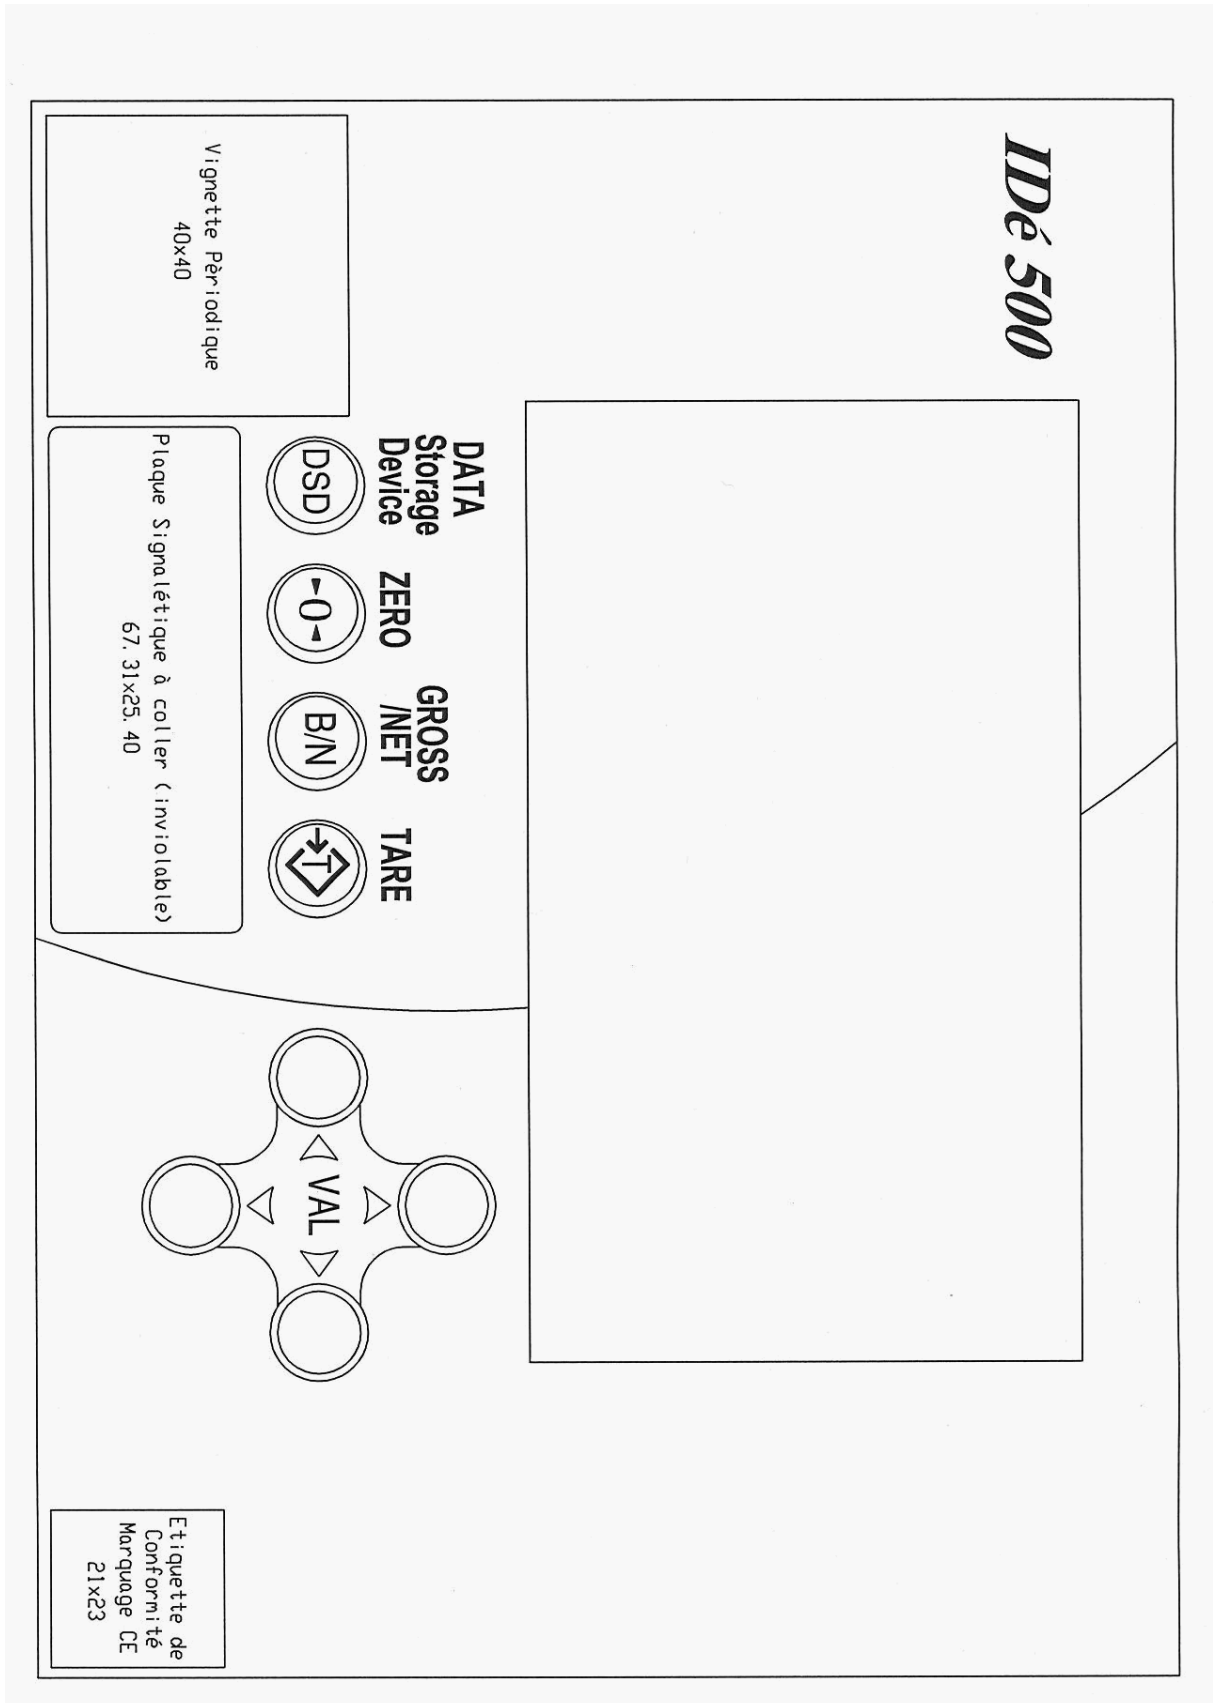 IDé 500
DATA
Storage
Device
ZERO
GROSS
/NET
TARE
DSD
0
B/N
T
VAL
Vignette Pèriodique
40x40
Plaque Signalétique à coller (inviolable)
67.31x25.40
Etiquette de
Conformité
Marquage CE
21x23